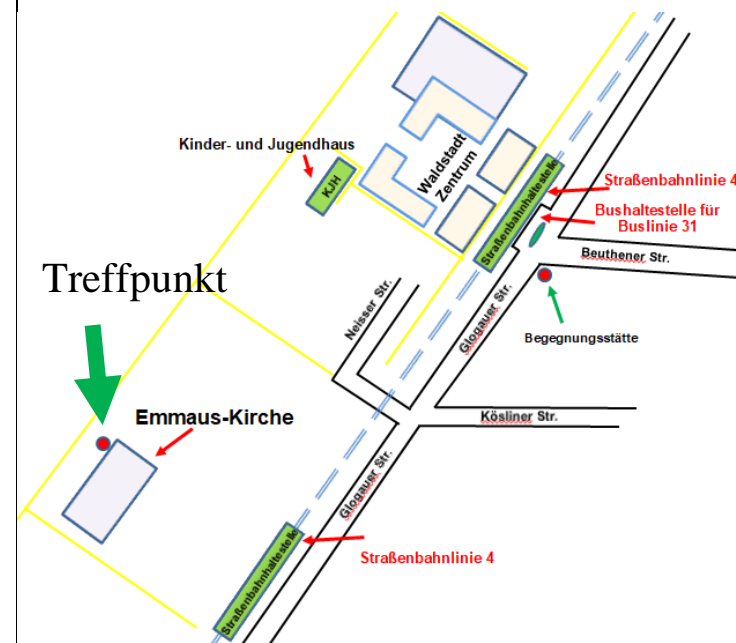 Kinder- und Jugendhaus
KJH
Waldstadt
Zentrum
Straßenbahnhaltestelle
Straßenbahnlinie 4
Bushaltestelle für
Buslinie 31
Beuthener Str.
Treffpunkt
Neisser Str.
Glogauer Str.
Begegnungsstätte
Emmaus-Kirche
Kösliner Str.
Glogauer Str.
Straßenbahnhaltestelle
Straßenbahnlinie 4